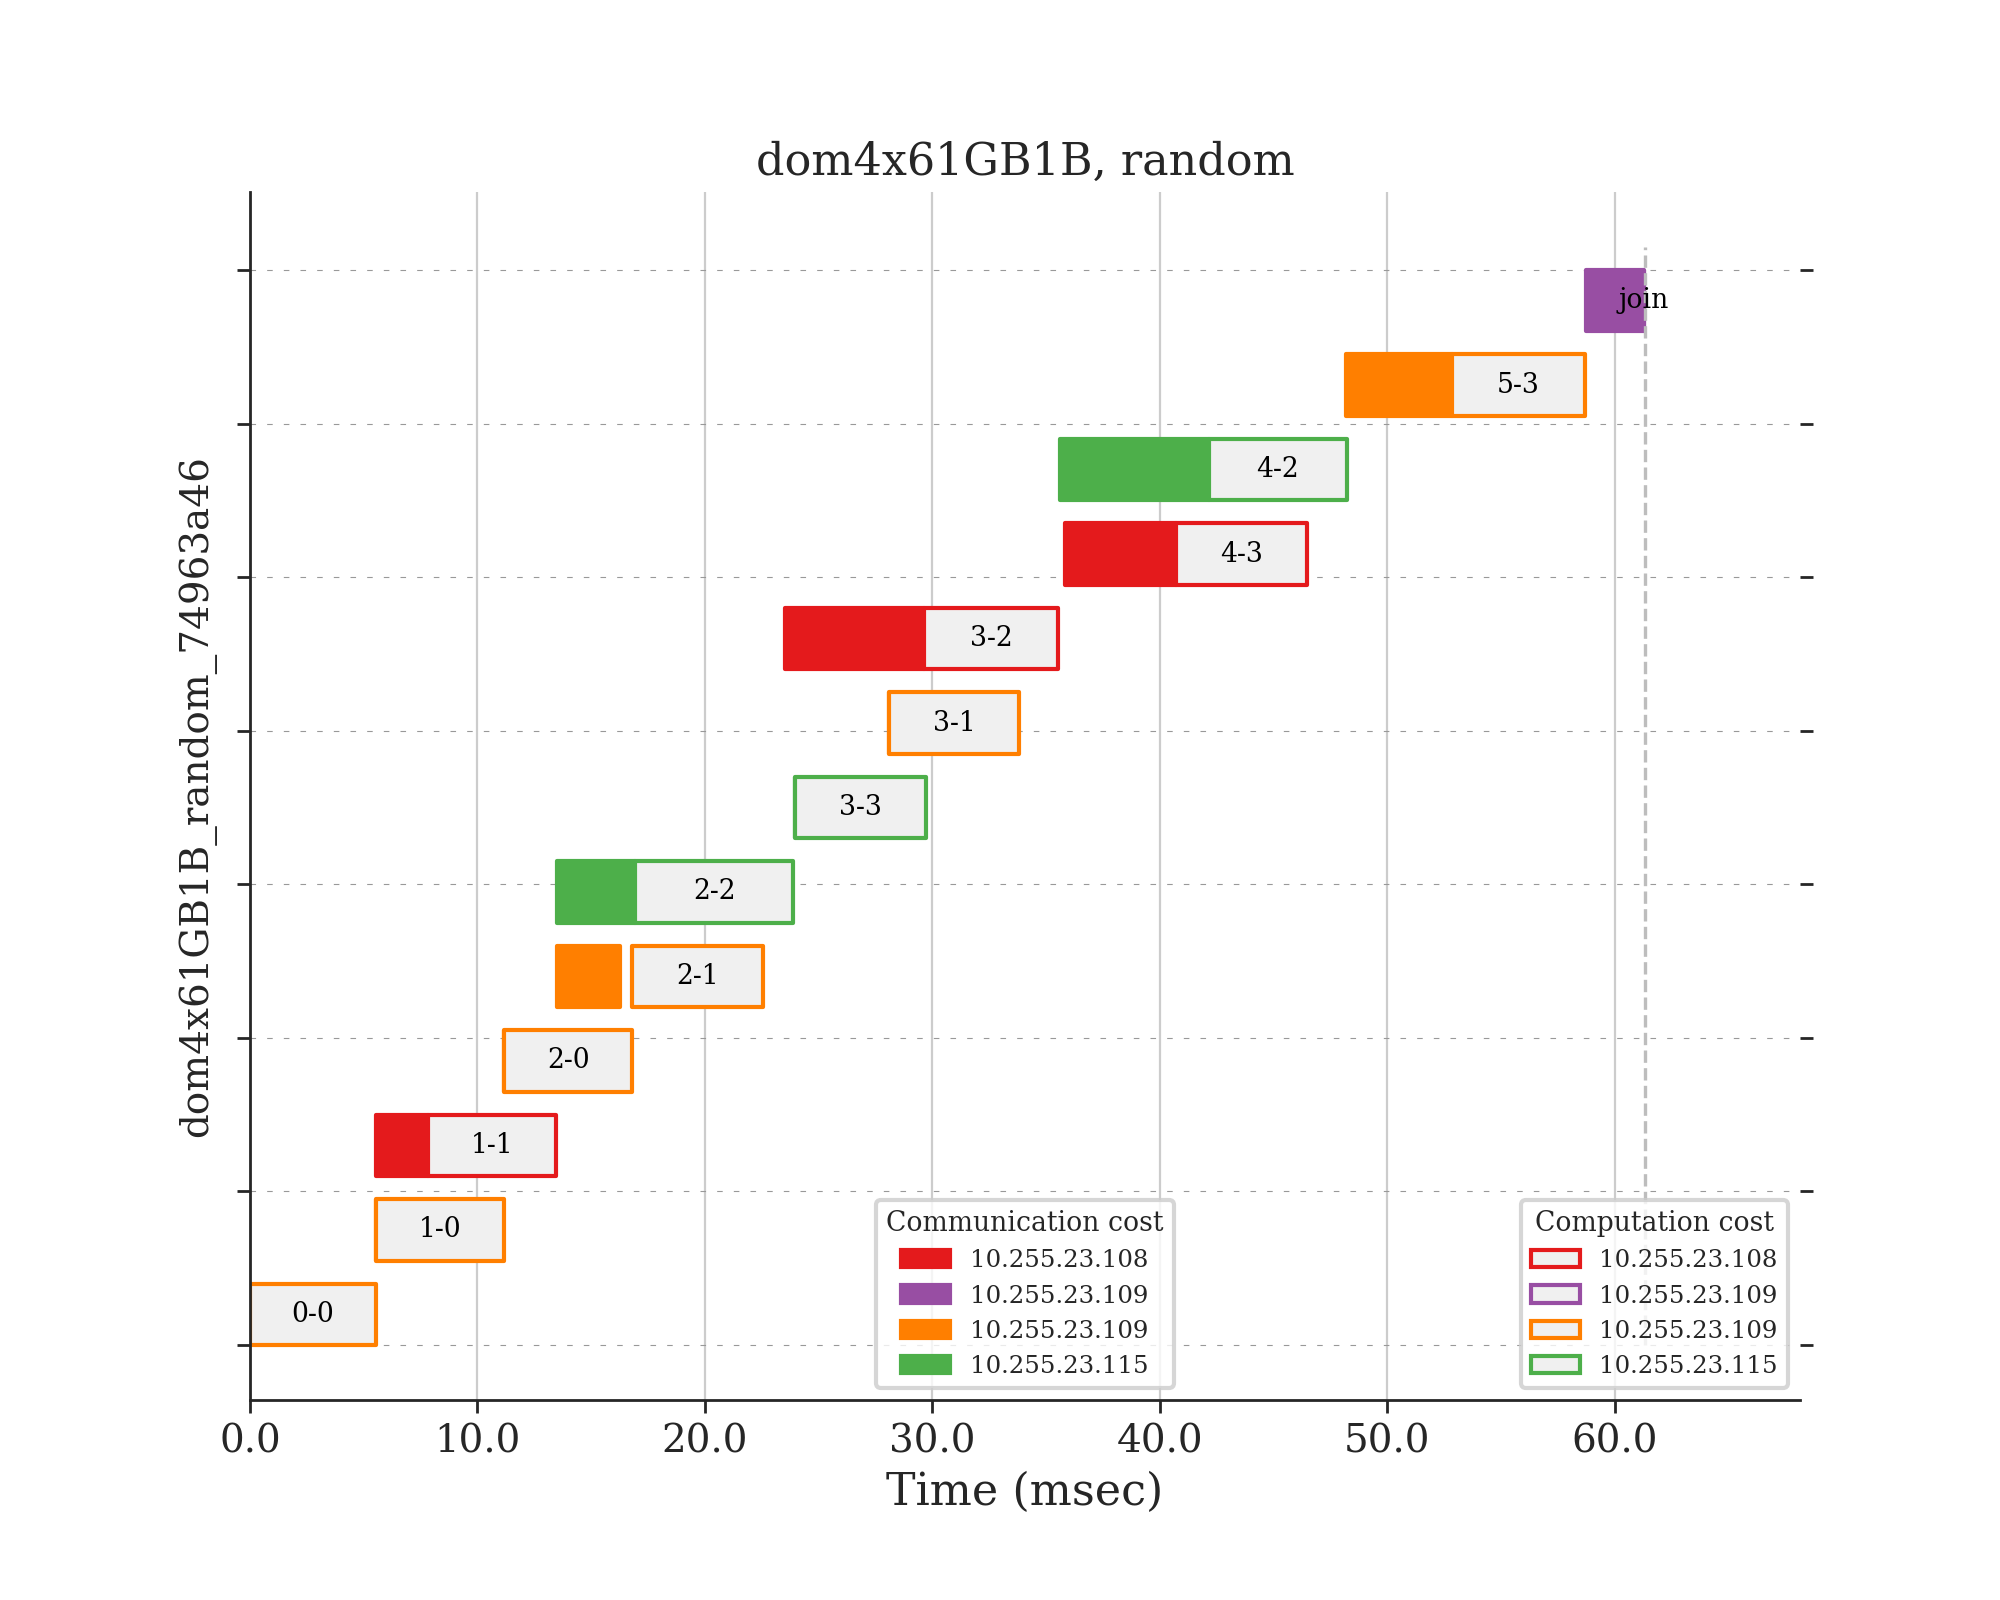 dom4x61GB1B, random
dom4x61GB1B_random_74963a46
join
5-3
4-2
4-3
3-2
3-1
3-3
2-2
2-1
2-0
1-1
1-0
0-0
Communication cost
10.255.23.108
10.255.23.109
10.255.23.109
10.255.23.115
Computation cost
10.255.23.108
10.255.23.109
10.255.23.109
10.255.23.115
0.0 10.0 20.0 30.0 40.0 50.0 60.0
Time (msec)